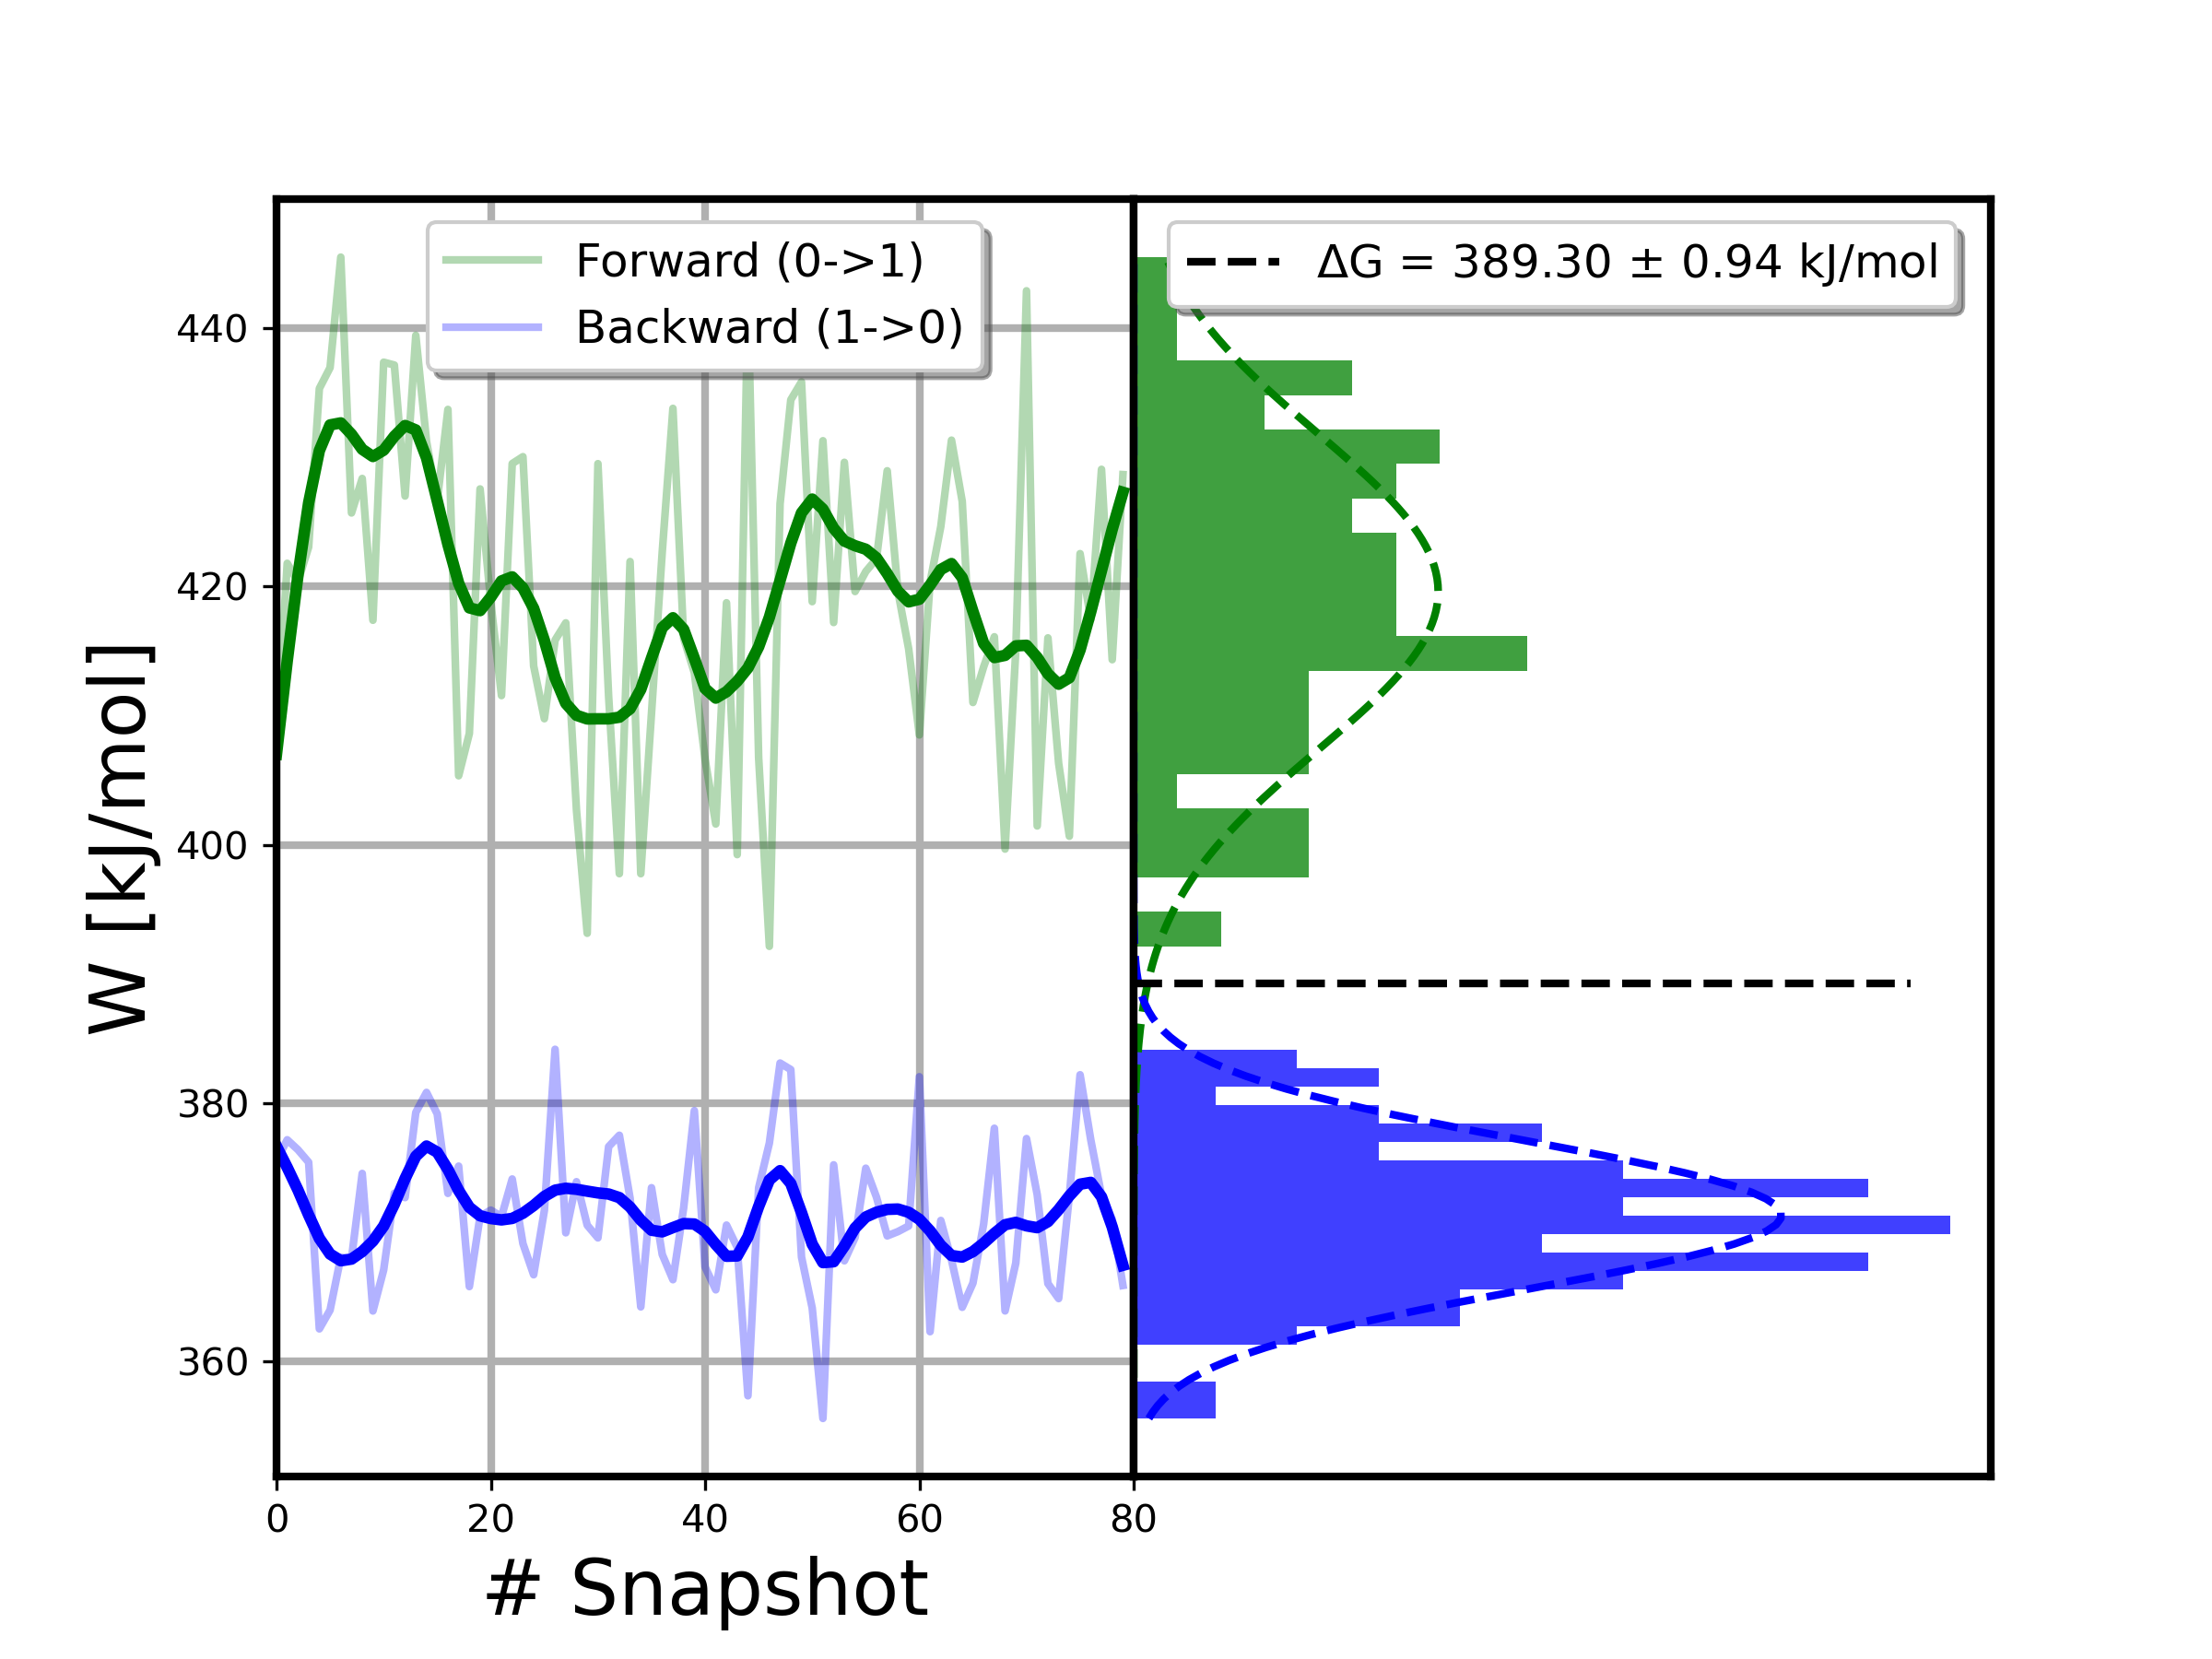 Forward (0->1)
Backward (1->0)
ΔG = 389.30 ± 0.94 kJ/mol
W [kJ/mol]
440
420
400
380
360
0 20 40 60 80
# Snapshot